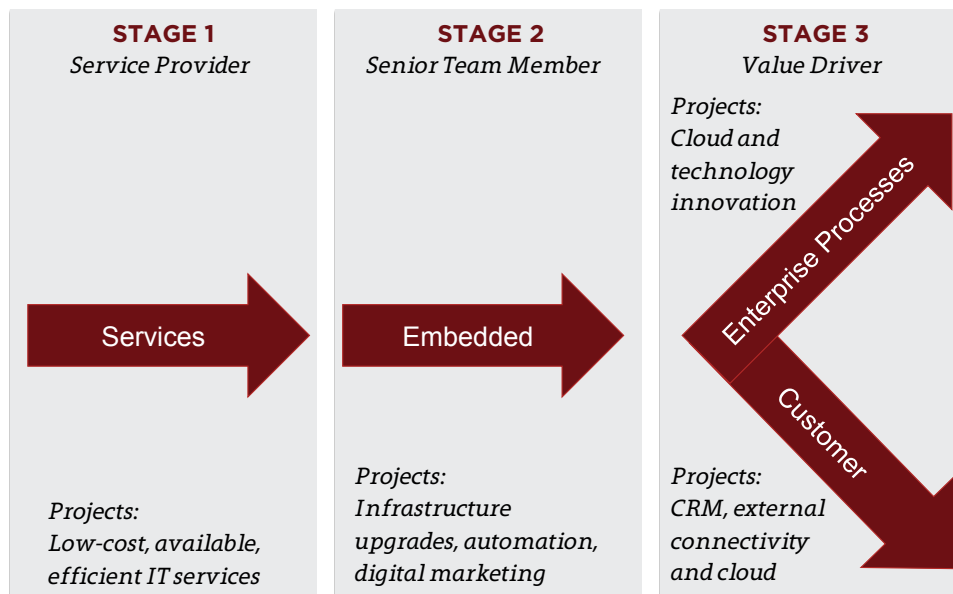 STAGE 1
Service Provider
Services
Projects:
Low-cost, available,
efficient IT services
STAGE 2
Senior Team Member
Embedded
Projects:
Infrastructure
upgrades, automation,
digital marketing
STAGE 3
Value Driver
Projects:
Cloud and
technology
innovation
Enterprise Processes
Customer
Projects:
CRM, external
connectivity
and cloud